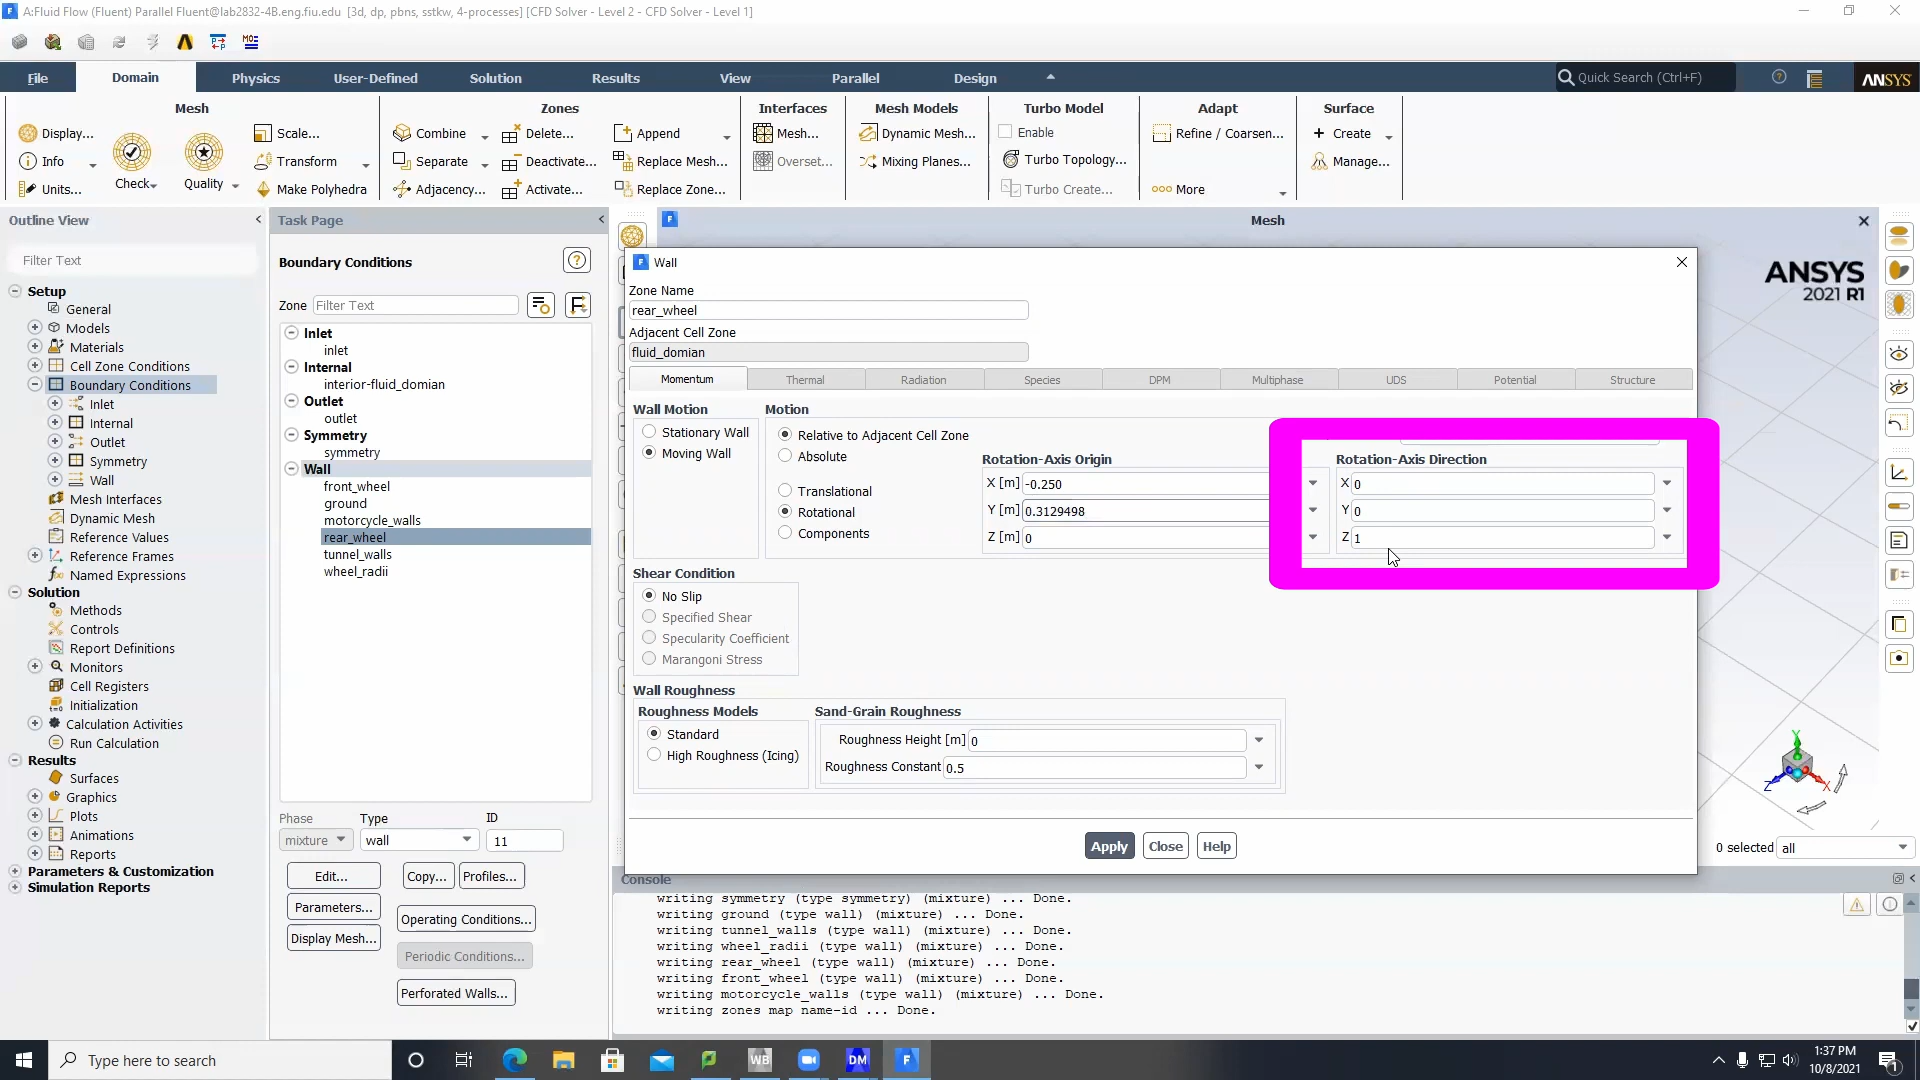 A:Fluid Flow (Fluent) Parallel Fluent@lab2832-4B.eng.fiu.edu [3d, dp, pbns, sstkw, 4-processes] [CFD Solver - Level 2 - CFD Solver - Level 1]
File Domain Physics User-Defined Solution Results View Parallel Design Quick Search (Ctrl+F) ANSYS
Mesh Zones Interfaces Mesh Models Turbo Model Adapt Surface
Display... Scale... Combine Delete... Append Mesh... Dynamic Mesh... Enable Refine / Coarsen... Create
Info Transform Separate Deactivate... Replace Mesh... Overset... Mixing Planes... Turbo Topology... Manage...
Check Quality
Units... Make Polyhedra Adjacency... Activate... Replace Zone... Turbo Create... More
Outline View
Filter Text
Setup
General
Models
Materials
Cell Zone Conditions
Boundary Conditions
Inlet
Internal
Outlet
Symmetry
Wall
Mesh Interfaces
Dynamic Mesh
Reference Values
Reference Frames
Named Expressions
Solution
Methods
Controls
Report Definitions
Monitors
Cell Registers
Initialization
Calculation Activities
Run Calculation
Results
Surfaces
Graphics
Plots
Animations
Reports
Parameters & Customization
Simulation Reports
Task Page
Boundary Conditions
Zone Filter Text
Inlet
inlet
Internal
interior-fluid_domian
Outlet
outlet
Symmetry
symmetry
Wall
front_wheel
ground
motorcycle_walls
rear_wheel
tunnel_walls
wheel_radii
Phase Type ID
mixture wall 11
Edit... Copy... Profiles...
Parameters... Operating Conditions...
Display Mesh... Periodic Conditions...
Perforated Walls...
Mesh
ANSYS
2021 R1
Wall
Zone Name
rear_wheel
Adjacent Cell Zone
fluid_domian
Momentum Thermal Radiation Species DPM Multiphase UDS Potential Structure
Wall Motion Motion
Stationary Wall Relative to Adjacent Cell Zone
Moving Wall Absolute
Rotation-Axis Origin Rotation-Axis Direction
X [m] -0.250 X 0
Translational
Y [m] 0.3129498 Y 0
Rotational
Z [m] 0 Z 1
Components
Shear Condition
No Slip
Specified Shear
Specularity Coefficient
Marangoni Stress
Wall Roughness
Roughness Models Sand-Grain Roughness
Standard Roughness Height [m] 0
High Roughness (Icing) Roughness Constant 0.5
Apply Close Help
Y
Z X
0 selected all
Console
writing symmetry (type symmetry) (mixture) ... Done.
writing ground (type wall) (mixture) ... Done.
writing tunnel_walls (type wall) (mixture) ... Done.
writing wheel_radii (type wall) (mixture) ... Done.
writing rear_wheel (type wall) (mixture) ... Done.
writing front_wheel (type wall) (mixture) ... Done.
writing motorcycle_walls (type wall) (mixture) ... Done.
writing zones map name-id ... Done.
Type here to search WB DM F 1:37 PM
10/8/2021 1